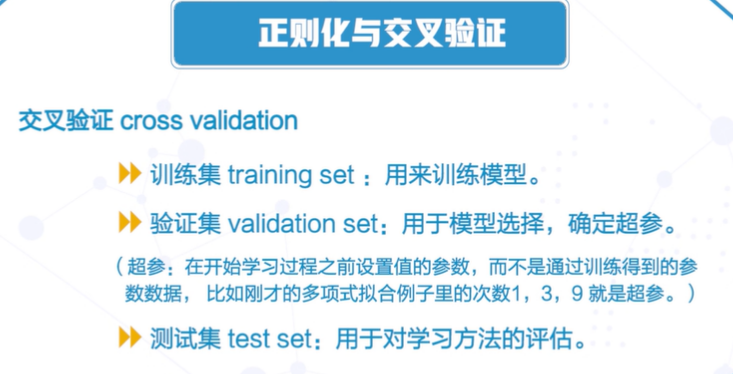 正则化与交叉验证
交叉验证 cross validation
训练集 training set ：用来训练模型。
验证集 validation set：用于模型选择，确定超参。
（超参：在开始学习过程之前设置值的参数，而不是通过训练得到的参
数数据， 比如刚才的多项式拟合例子里的次数1，3，9 就是超参。）
测试集 test set：用于对学习方法的评估。